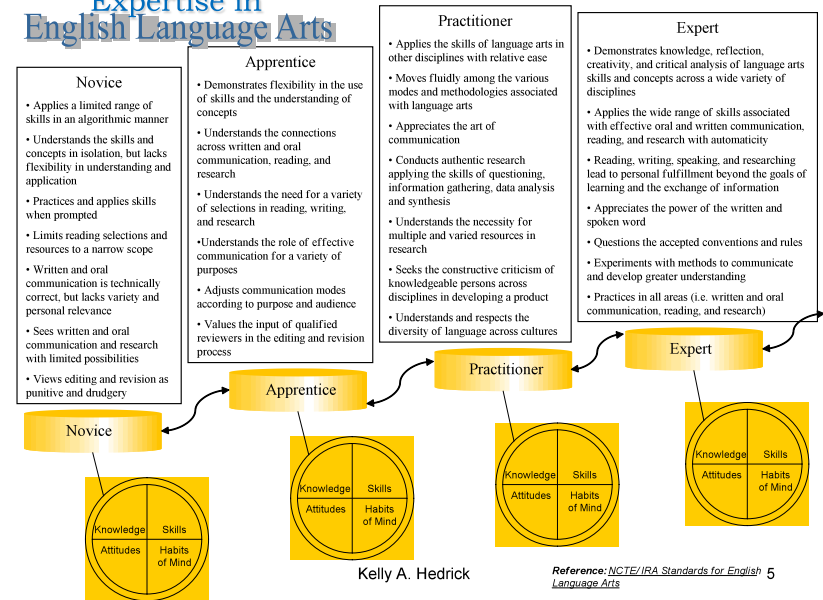 Expertise in
English Language Arts
Novice
• Applies a limited range of
skills in an algorithmic manner
• Understands the skills and
concepts in isolation, but lacks
flexibility in understanding and
application
• Practices and applies skills
when prompted
• Limits reading selections and
resources to a narrow scope
• Written and oral
communication is technically
correct, but lacks variety and
personal relevance
• Sees written and oral
communication and research
with limited possibilities
• Views editing and revision as
punitive and drudgery
Apprentice
• Demonstrates flexibility in the use
of skills and the understanding of
concepts
• Understands the connections
across written and oral
communication, reading, and
research
• Understands the need for a variety
of selections in reading, writing,
and research
•Understands the role of effective
communication for a variety of
purposes
• Adjusts communication modes
according to purpose and audience
• Values the input of qualified
reviewers in the editing and revision
process
Practitioner
• Applies the skills of language arts in
other disciplines with relative ease
• Moves fluidly among the various
modes and methodologies associated
with language arts
• Appreciates the art of
communication
• Conducts authentic research
applying the skills of questioning,
information gathering, data analysis
and synthesis
• Understands the necessity for
multiple and varied resources in
research
• Seeks the constructive criticism of
knowledgeable persons across
disciplines in developing a product
• Understands and respects the
diversity of language across cultures
Expert
• Demonstrates knowledge, reflection,
creativity, and critical analysis of language arts
skills and concepts across a wide variety of
disciplines
• Applies the wide range of skills associated
with effective oral and written communication,
reading, and research with automaticity
• Reading, writing, speaking, and researching
lead to personal fulfillment beyond the goals of
learning and the exchange of information
• Appreciates the power of the written and
spoken word
• Questions the accepted conventions and rules
• Experiments with methods to communicate
and develop greater understanding
• Practices in all areas (i.e. written and oral
communication, reading, and research)
Novice
Apprentice
Practitioner
Expert
Knowledge Skills
Attitudes Habits
of Mind
Knowledge Skills
Attitudes Habits
of Mind
Knowledge Skills
Attitudes Habits
of Mind
Knowledge Skills
Attitudes Habits
of Mind
Kelly A. Hedrick
Reference: NCTE/ IRA Standards for English
Language Arts
5